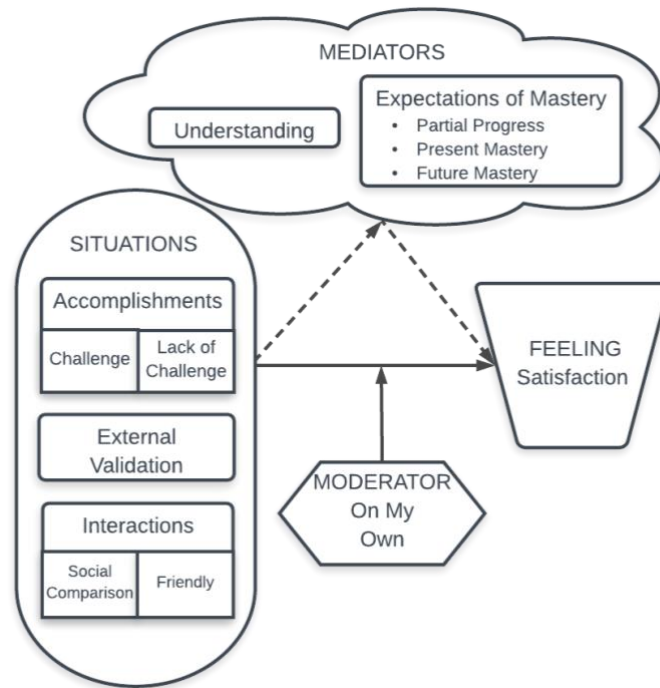 MEDIATORS
Understanding
Expectations of Mastery
• Partial Progress
• Present Mastery
• Future Mastery
SITUATIONS
Accomplishments
Challenge
Lack of
Challenge
External
Validation
Interactions
Social
Comparison
Friendly
FEELING
Satisfaction
MODERATOR
On My
Own